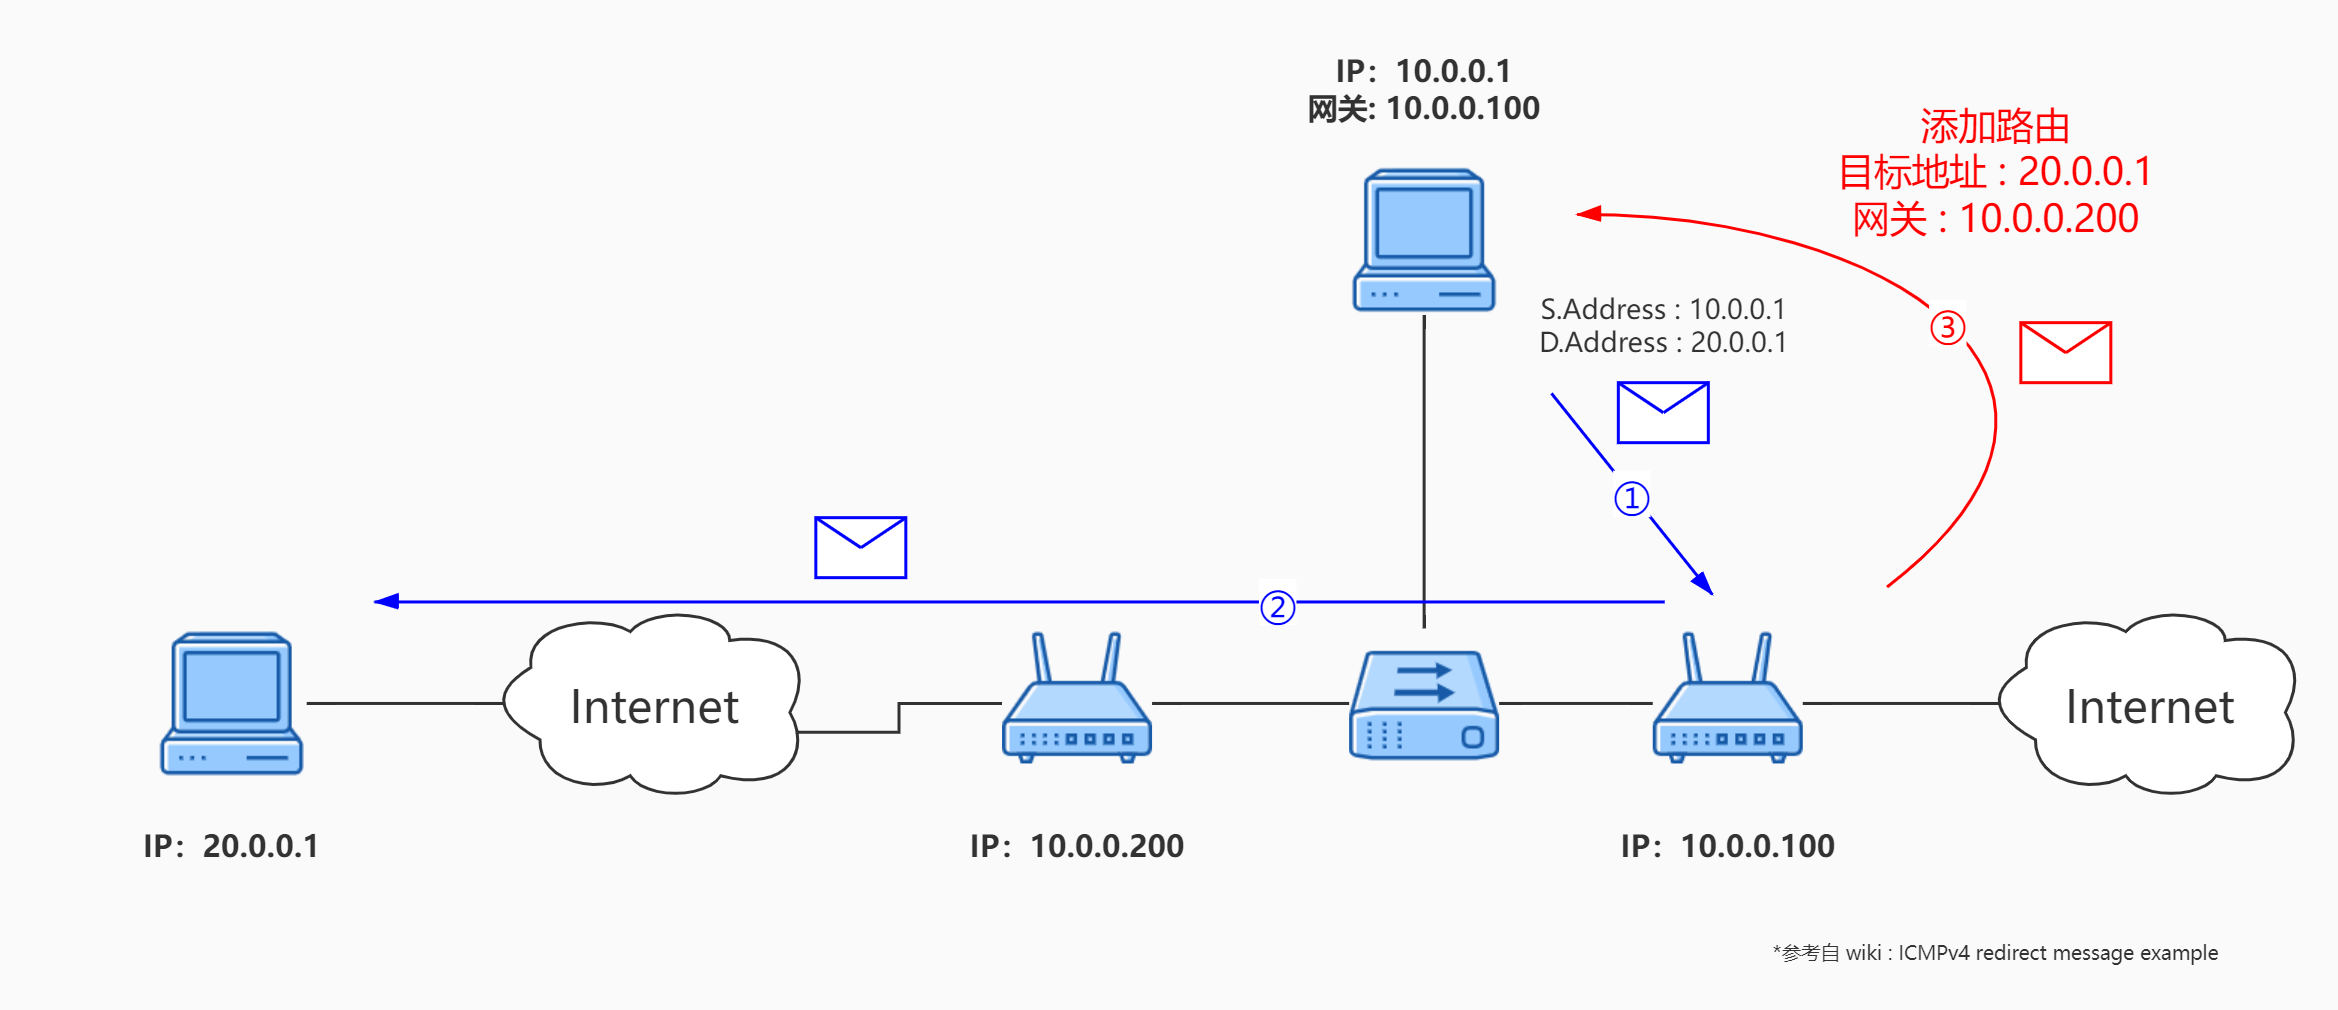 IP：10.0.0.1
网关: 10.0.0.100
添加路由
目标地址 : 20.0.0.1
网关 : 10.0.0.200
S.Address : 10.0.0.1
D.Address : 20.0.0.1
③
①
②
Internet
Internet
IP：20.0.0.1
IP：10.0.0.200
IP：10.0.0.100
*参考自 wiki : ICMPv4 redirect message example